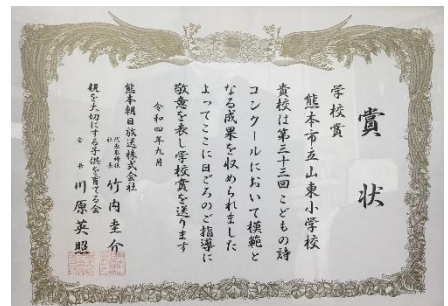 賞状
学校賞
熊本市立山東小学校
貴校は第三十三回こどもの詩
コンクールにおいて模範と
なる成果を収められました
よってここに日ごろのご指導に
敬意を表し学校賞を送ります
令和四年九月
熊本朝日放送株式会社
代表取締役
社長 竹内圭介
親を大切にする子供を育てる会
会長 川原英照